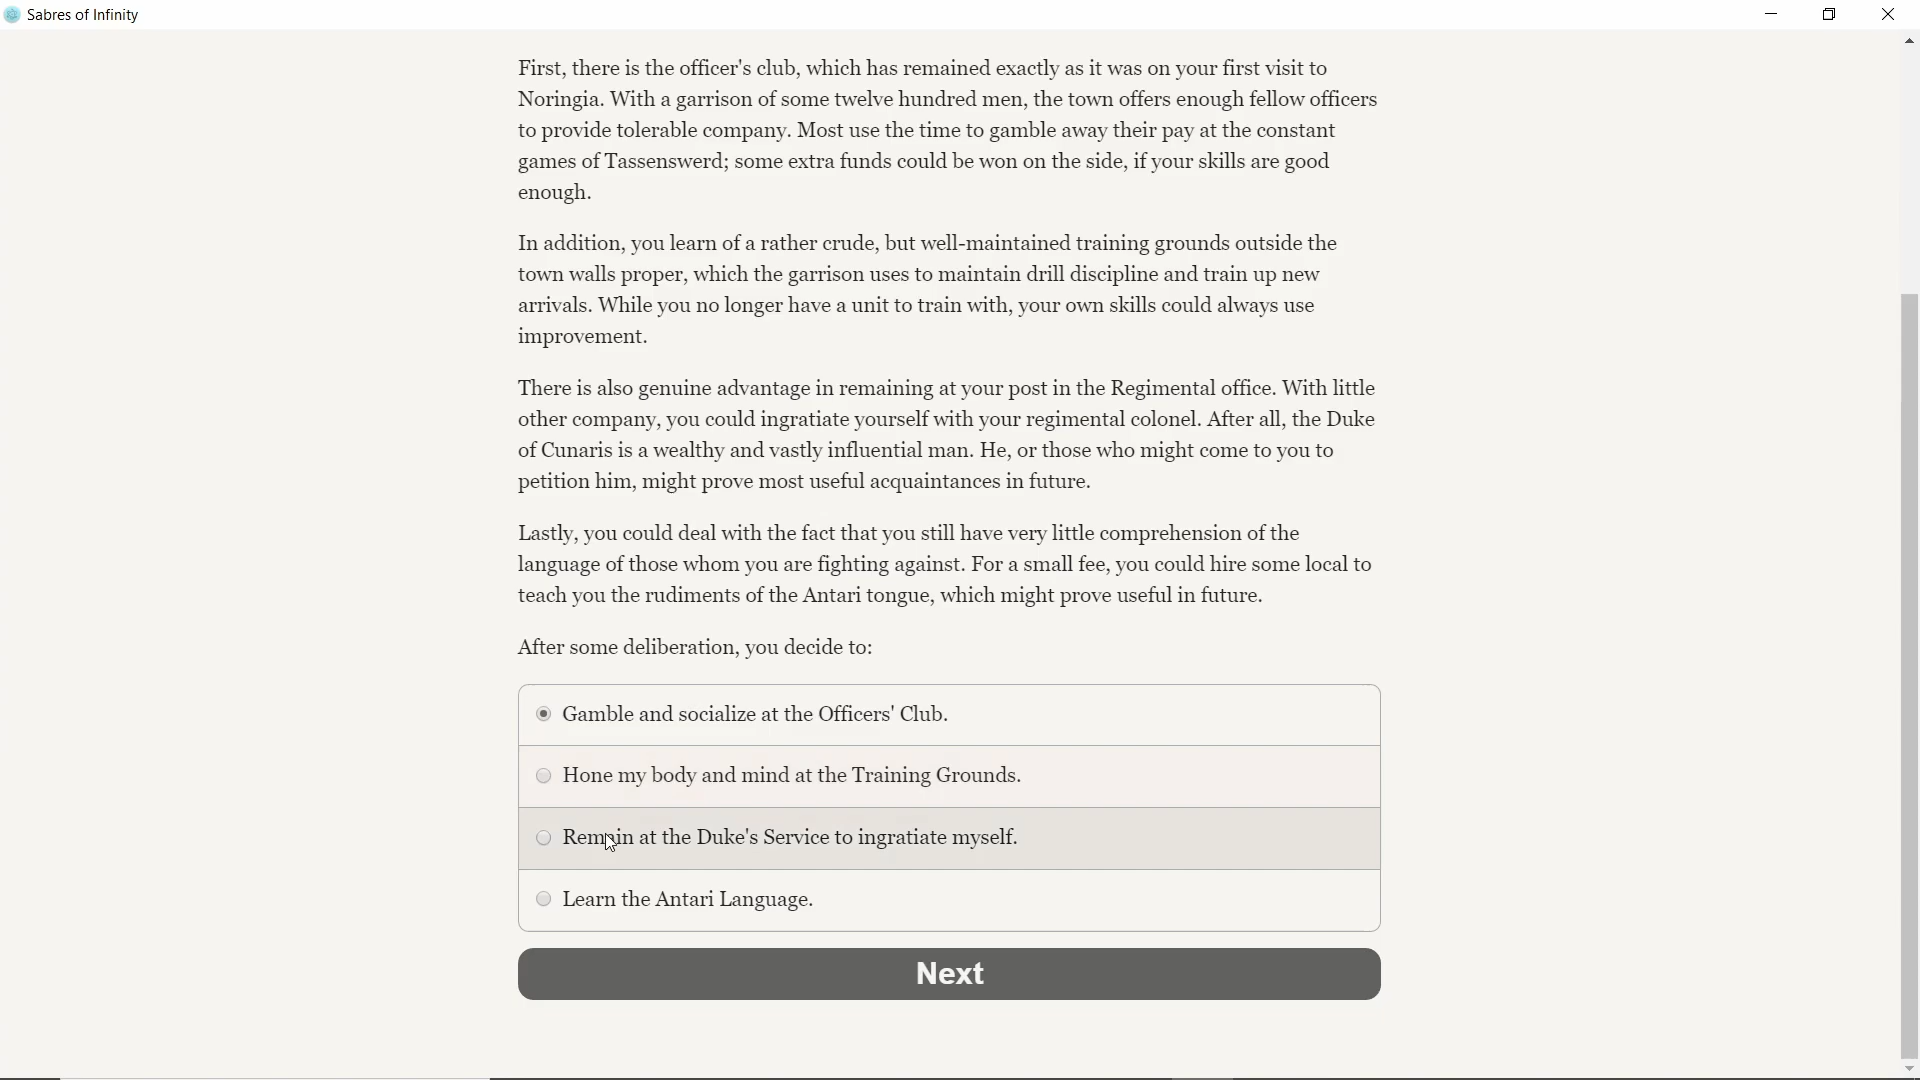 Sabres of Infinity
First, there is the officer's club, which has remained exactly as it was on your first visit to
Noringia. With a garrison of some twelve hundred men, the town offers enough fellow officers
to provide tolerable company. Most use the time to gamble away their pay at the constant
games of Tassenswerd; some extra funds could be won on the side, if your skills are good
enough.
In addition, you learn of a rather crude, but well-maintained training grounds outside the
town walls proper, which the garrison uses to maintain drill discipline and train up new
arrivals. While you no longer have a unit to train with, your own skills could always use
improvement.
There is also genuine advantage in remaining at your post in the Regimental office. With little
other company, you could ingratiate yourself with your regimental colonel. After all, the Duke
of Cunaris is a wealthy and vastly influential man. He, or those who might come to you to
petition him, might prove most useful acquaintances in future.
Lastly, you could deal with the fact that you still have very little comprehension of the
language of those whom you are fighting against. For a small fee, you could hire some local to
teach you the rudiments of the Antari tongue, which might prove useful in future.
After some deliberation, you decide to:
Gamble and socialize at the Officers' Club.
Hone my body and mind at the Training Grounds.
Remain at the Duke's Service to ingratiate myself.
Learn the Antari Language.
Next